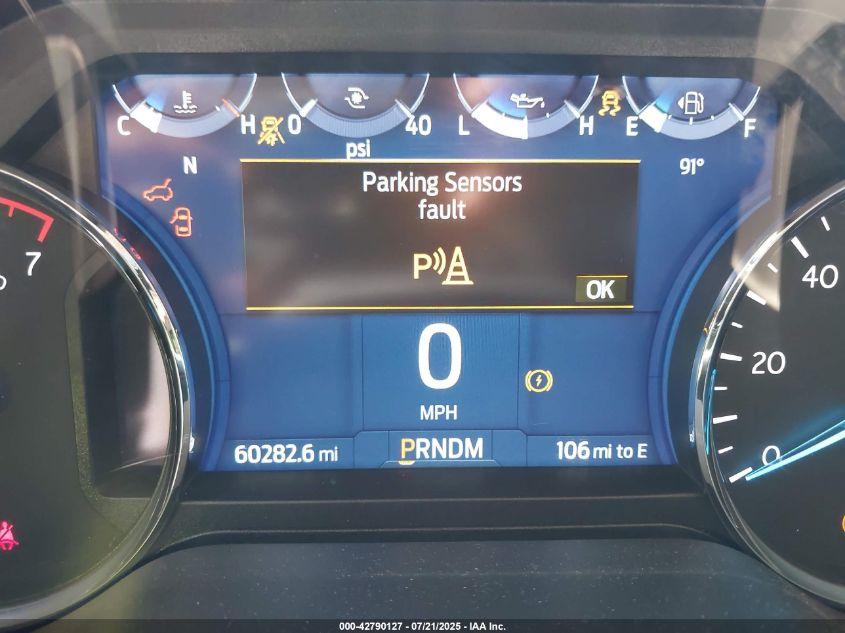 C H 0 40 L H E F
psi
N 91°
Parking Sensors
fault
P
OK
7
40
20
0
0
MPH
60282.6 mi PRNDM 106 mi to E
000-42790127 - 07/21/2025 - IAA Inc.